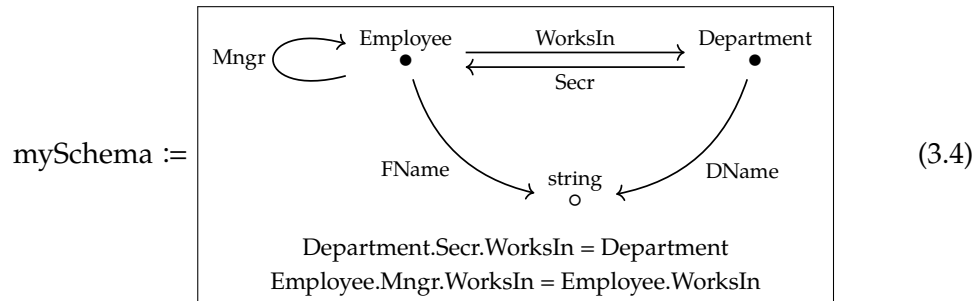 Employee
WorksIn
Department
Mngr
Secr
mySchema :=
(3.4)
FName
string
DName
Department.Secr.WorksIn = Department
Employee.Mngr.WorksIn = Employee.WorksIn